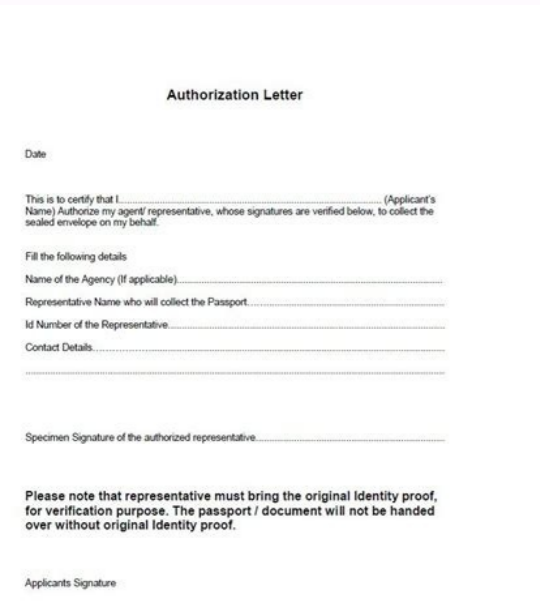 Authorization Letter
Date
This is to certify that I.............................................................................. (Applicant's
Name) Authorize my agent/ representative, whose signatures are verified below, to collect the
sealed envelope on my behalf.
Fill the following details
Name of the Agency (If applicable)................................................................................
Representative Name who will collect the Passport............................................................
Id Number of the Representative...................................................................................
Contact Details.........................................................................................................
..............................................................................................................................
Specimen Signature of the authorized representative........................................................
Please note that representative must bring the original Identity proof,
for verification purpose. The passport / document will not be handed
over without original Identity proof.
Applicants Signature